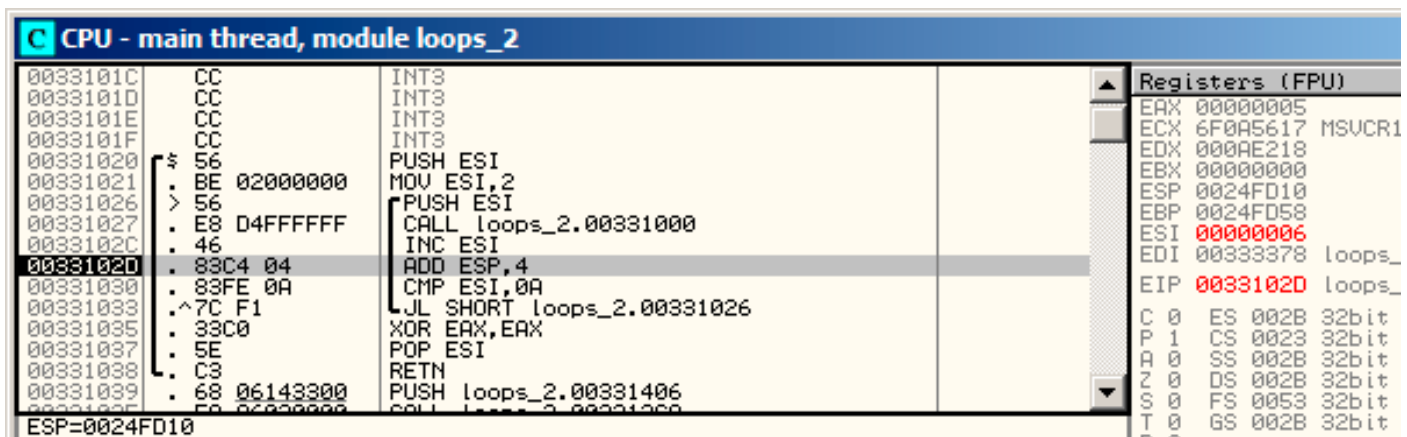 C CPU - main thread, module loops_2
0033101C CC INT3
0033101D CC INT3
0033101E CC INT3
0033101F CC INT3
00331020 $ 56 PUSH ESI
00331021 . BE 02000000 MOV ESI,2
00331026 > 56 PUSH ESI
00331027 . E8 D4FFFFFF CALL loops_2.00331000
0033102C . 46 INC ESI
0033102D . 83C4 04 ADD ESP,4
00331030 . 83FE 0A CMP ESI,0A
00331033 .^7C F1 JL SHORT loops_2.00331026
00331035 . 33C0 XOR EAX,EAX
00331037 . 5E POP ESI
00331038 . C3 RETN
00331039 . 68 06143300 PUSH loops_2.00331406
ESP=0024FD10
Registers (FPU)
EAX 00000005
ECX 6F0A5617 MSVCR1
EDX 000AE218
EBX 00000000
ESP 0024FD10
EBP 0024FD58
ESI 00000006
EDI 00333378 loops_
EIP 0033102D loops_
C 0 ES 002B 32bit
P 1 CS 0023 32bit
A 0 SS 002B 32bit
Z 0 DS 002B 32bit
S 0 FS 0053 32bit
T 0 GS 002B 32bit